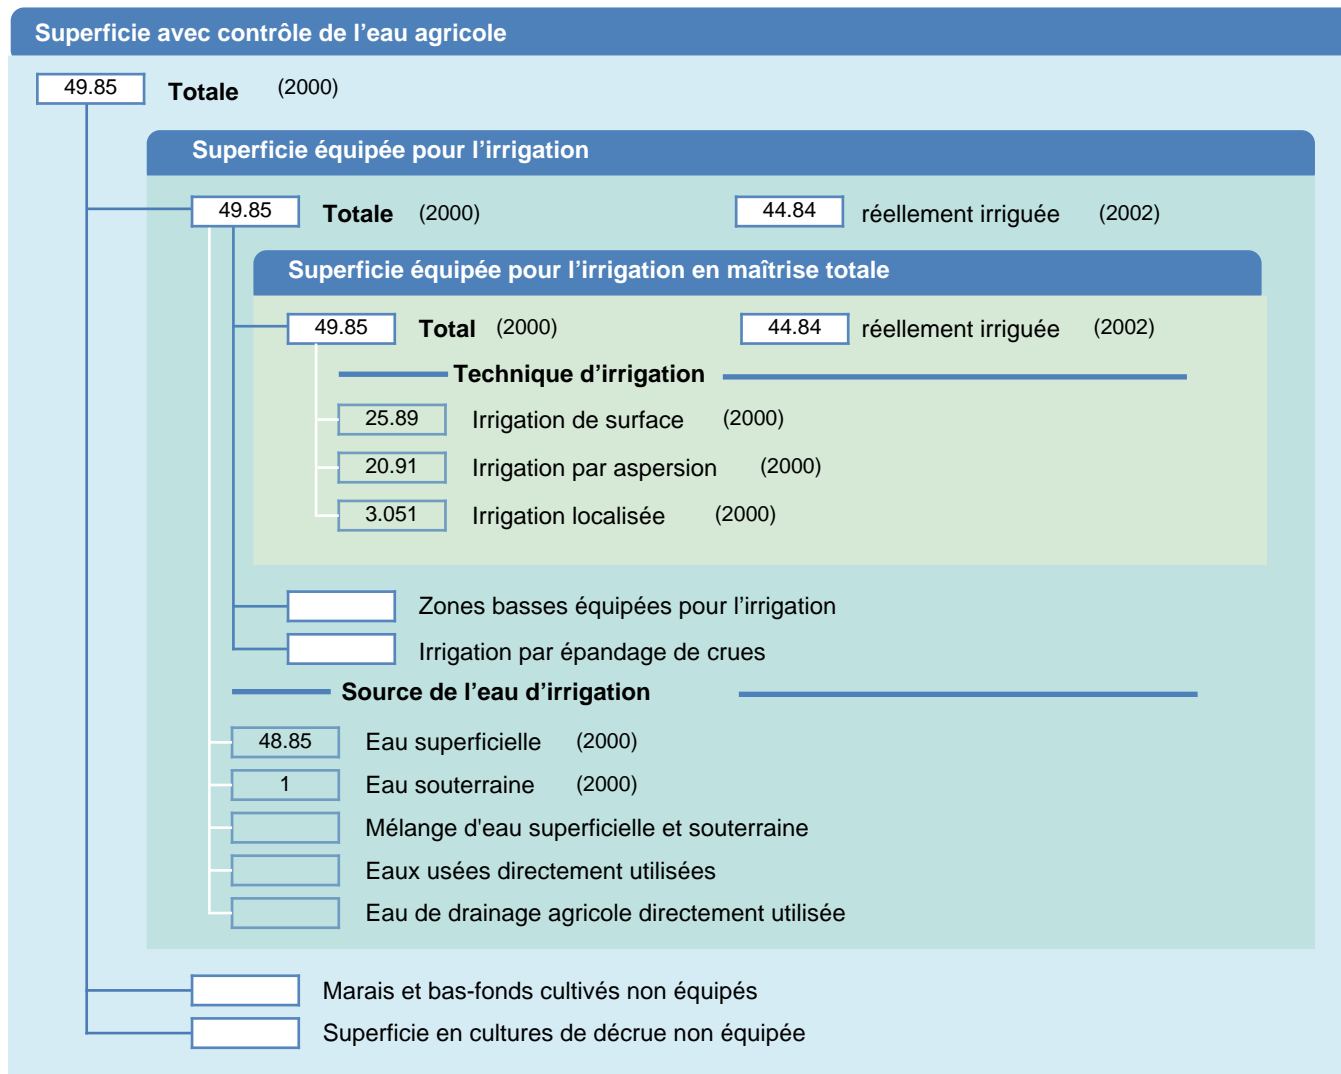 Superficie avec contrôle de l’eau agricole
49.85 Totale (2000)
Superficie équipée pour l’irrigation
49.85 Totale (2000) 44.84 réellement irriguée (2002)
Superficie équipée pour l’irrigation en maîtrise totale
49.85 Total (2000) 44.84 réellement irriguée (2002)
Technique d’irrigation
25.89 Irrigation de surface (2000)
20.91 Irrigation par aspersion (2000)
3.051 Irrigation localisée (2000)
Zones basses équipées pour l’irrigation
Irrigation par épandage de crues
Source de l’eau d’irrigation
48.85 Eau superficielle (2000)
1 Eau souterraine (2000)
Mélange d'eau superficielle et souterraine
Eaux usées directement utilisées
Eau de drainage agricole directement utilisée
Marais et bas-fonds cultivés non équipés
Superficie en cultures de décrue non équipée